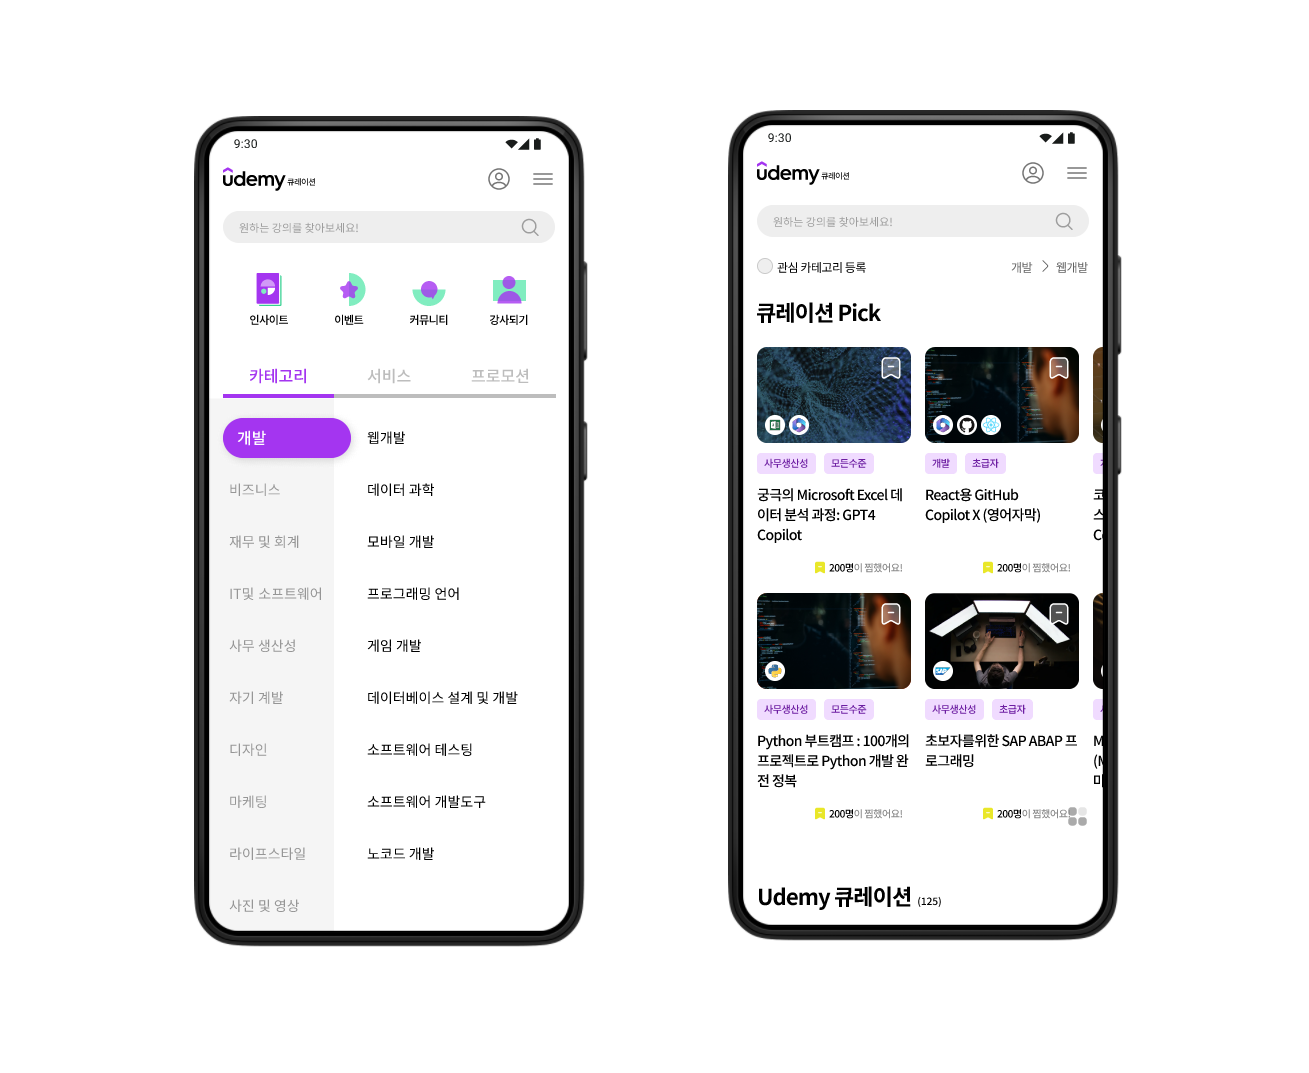 9:30
udemy 큐레이션
원하는 강의를 찾아보세요!
인사이트 이벤트 커뮤니티 강사되기
카테고리 서비스 프로모션
개발 웹개발
비즈니스 데이터 과학
재무 및 회계 모바일 개발
IT및 소프트웨어 프로그래밍 언어
사무 생산성 게임 개발
자기 계발 데이터베이스 설계 및 개발
디자인 소프트웨어 테스팅
마케팅 소프트웨어 개발도구
라이프스타일 노코드 개발
사진 및 영상
9:30
udemy 큐레이션
원하는 강의를 찾아보세요!
관심 카테고리 등록 개발 > 웹개발
큐레이션 Pick
사무생산성 모든수준
궁극의 Microsoft Excel 데
이터 분석 과정: GPT4
Copilot
200명이 찜했어요!
개발 초급자
React용 GitHub
Copilot X (영어자막)
200명이 찜했어요!
코
스
Co
사무생산성 모든수준
Python 부트캠프 : 100개의
프로젝트로 Python 개발 완
전 정복
200명이 찜했어요!
SAP
사무생산성 초급자
초보자를위한 SAP ABAP 프
로그래밍
200명이 찜했어요!
M
(M
미
Udemy 큐레이션 (125)